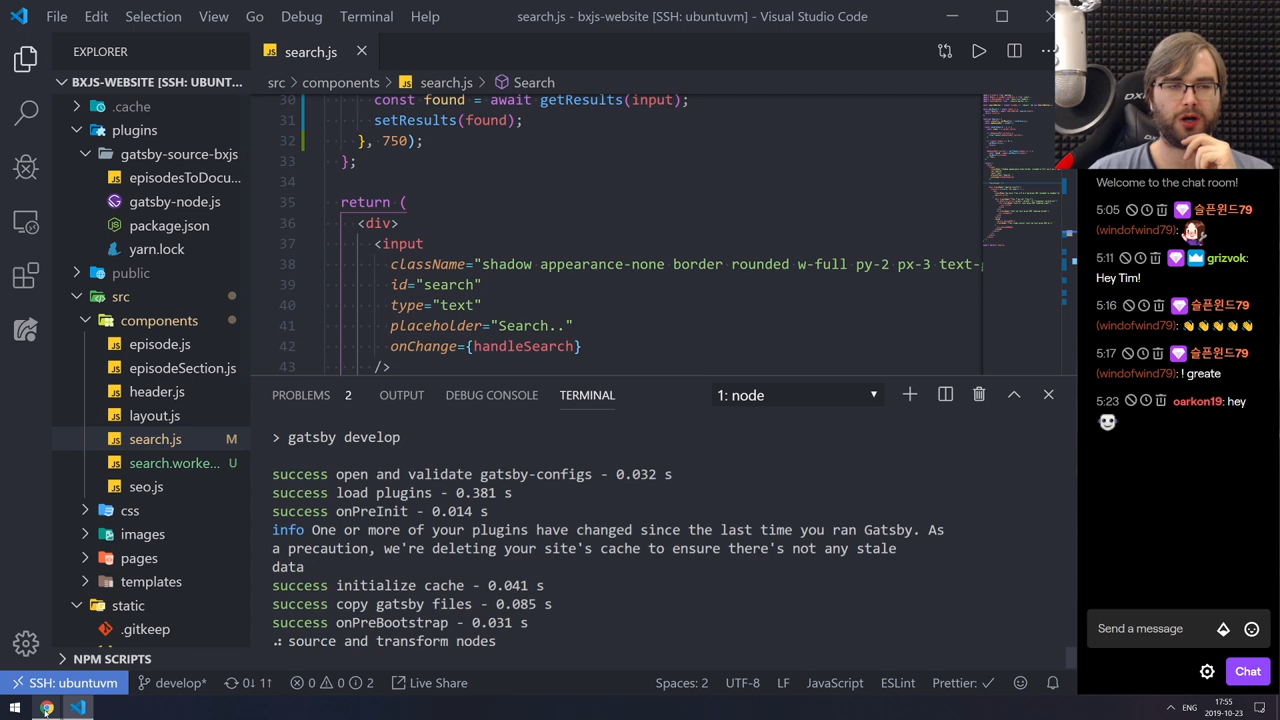 File Edit Selection View Go Debug Terminal Help
search.js - bxjs-website [SSH: ubuntuvm] - Visual Studio Code
EXPLORER
BXJS-WEBSITE [SSH: UBUNT...
.cache
plugins
gatsby-source-bxjs
episodesToDocu...
gatsby-node.js
package.json
yarn.lock
public
src
components
episode.js
episodeSection.js
header.js
layout.js
search.js M
search.worke... U
seo.js
css
images
pages
templates
static
.gitkeep
NPM SCRIPTS
search.js
src > components > search.js > Search
30 const found = await getResults(input);
31 setResults(found);
32 }, 750);
33 };
34
35 return (
36 <div>
37 <input
38 className="shadow appearance-none border rounded w-full py-2 px-3 text-g
39 id="search"
40 type="text"
41 placeholder="Search.."
42 onChange={handleSearch}
43 />
PROBLEMS 2 OUTPUT DEBUG CONSOLE TERMINAL 1: node
> gatsby develop
success open and validate gatsby-configs - 0.032 s
success load plugins - 0.381 s
success onPreInit - 0.014 s
info One or more of your plugins have changed since the last time you ran Gatsby. As
a precaution, we're deleting your site's cache to ensure there's not any stale
data
success initialize cache - 0.041 s
success copy gatsby files - 0.085 s
success onPreBootstrap - 0.031 s
source and transform nodes
SSH: ubuntuvm develop* 0↓ 1↑ 0 0 2 Live Share Spaces: 2 UTF-8 LF JavaScript ESLint Prettier: ✓
Welcome to the chat room!
5:05 슬픈윈드79
(windofwind79):
5:11 grizvok:
Hey Tim!
5:16 슬픈윈드79
(windofwind79): 👏👏👏👏👏
5:17 슬픈윈드79
(windofwind79): ! greate
5:23 oarkon19: hey
Send a message
Chat
ENG
17:55
2019-10-23